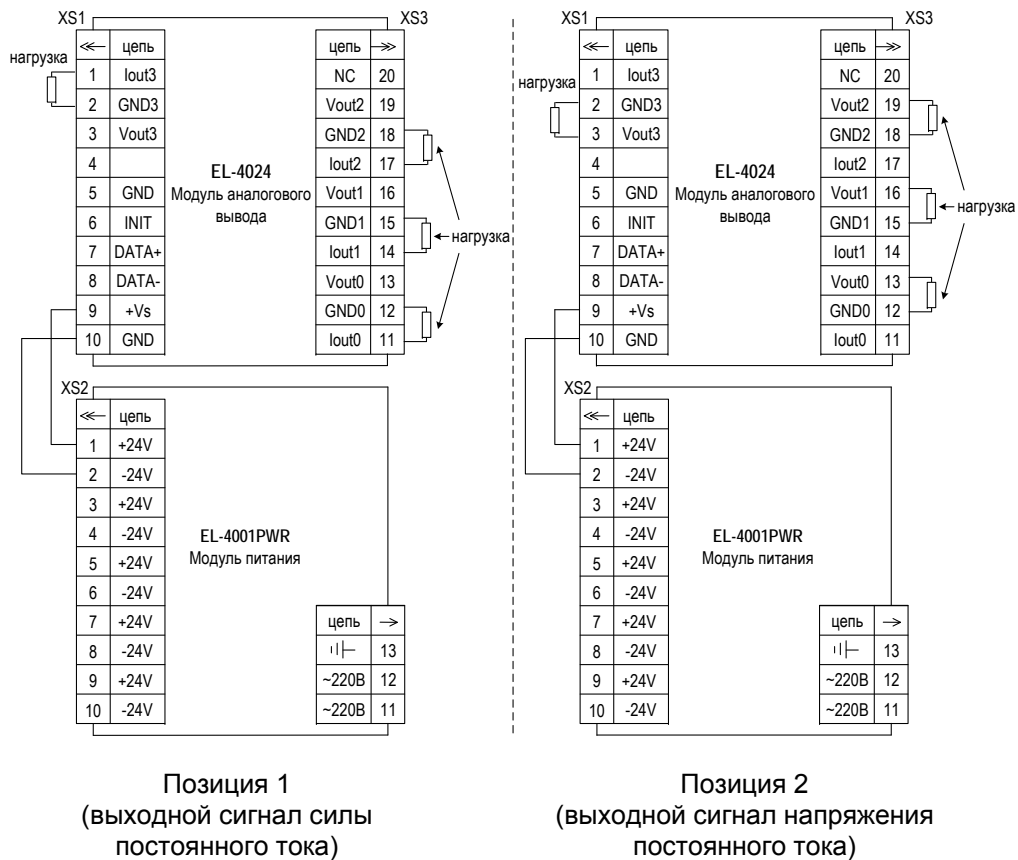 XS1 XS3
цепь цепь
нагрузка
1 Iout3 NC 20
2 GND3 Vout2 19
3 Vout3 GND2 18
4 Iout2 17
EL-4024
Модуль аналогового
вывода
5 GND Vout1 16
6 INIT GND1 15
7 DATA+ Iout1 14
нагрузка
8 DATA- Vout0 13
9 +Vs GND0 12
10 GND Iout0 11
XS2
цепь
1 +24V
2 -24V
3 +24V
4 -24V
EL-4001PWR
Модуль питания
5 +24V
6 -24V
7 +24V цепь
8 -24V 13
9 +24V ~220В 12
10 -24V ~220В 11
Позиция 1
(выходной сигнал силы
постоянного тока)
XS1 XS3
цепь цепь
нагрузка
1 Iout3 NC 20
2 GND3 Vout2 19
3 Vout3 GND2 18
4 Iout2 17
EL-4024
Модуль аналогового
вывода
5 GND Vout1 16
6 INIT GND1 15
нагрузка
7 DATA+ Iout1 14
8 DATA- Vout0 13
9 +Vs GND0 12
10 GND Iout0 11
XS2
цепь
1 +24V
2 -24V
3 +24V
4 -24V
EL-4001PWR
Модуль питания
5 +24V
6 -24V
7 +24V цепь
8 -24V 13
9 +24V ~220В 12
10 -24V ~220В 11
Позиция 2
(выходной сигнал напряжения
постоянного тока)